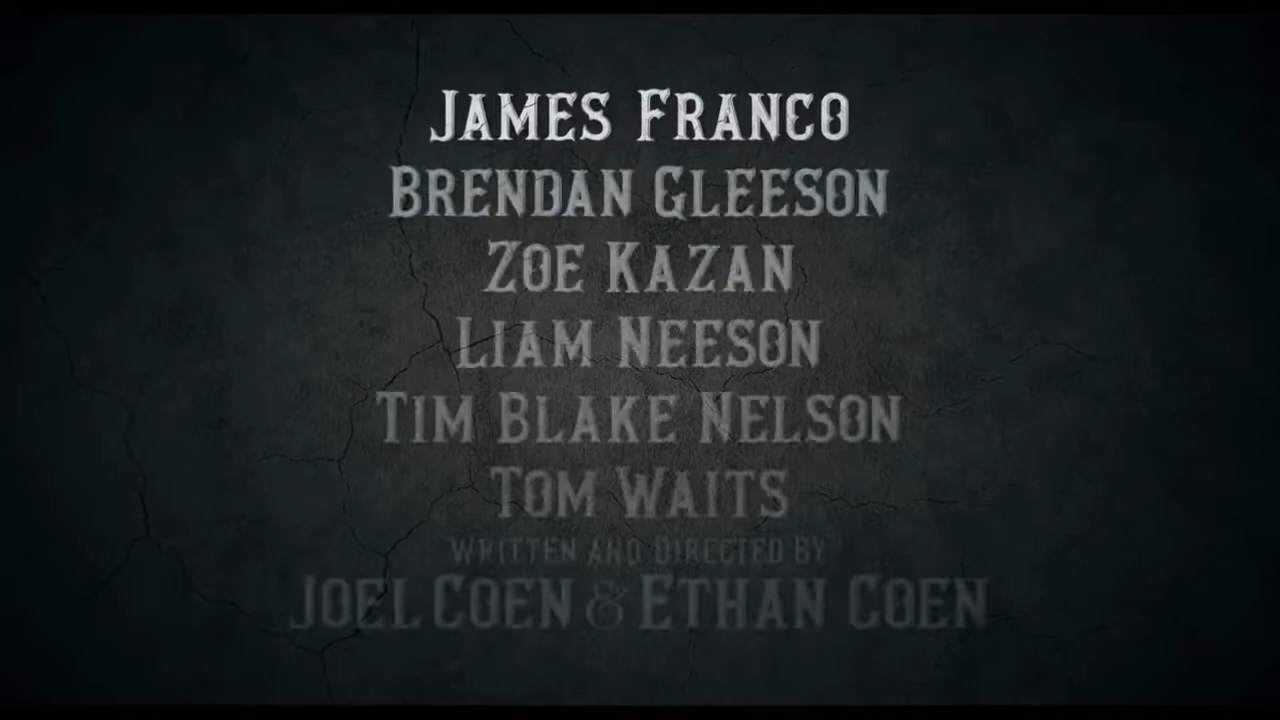 JAMES FRANCO
BRENDAN GLEESON
ZOE KAZAN
LIAM NEESON
TIM BLAKE NELSON
TOM WAITS
WRITTEN AND DIRECTED BY
JOEL COEN & ETHAN COEN